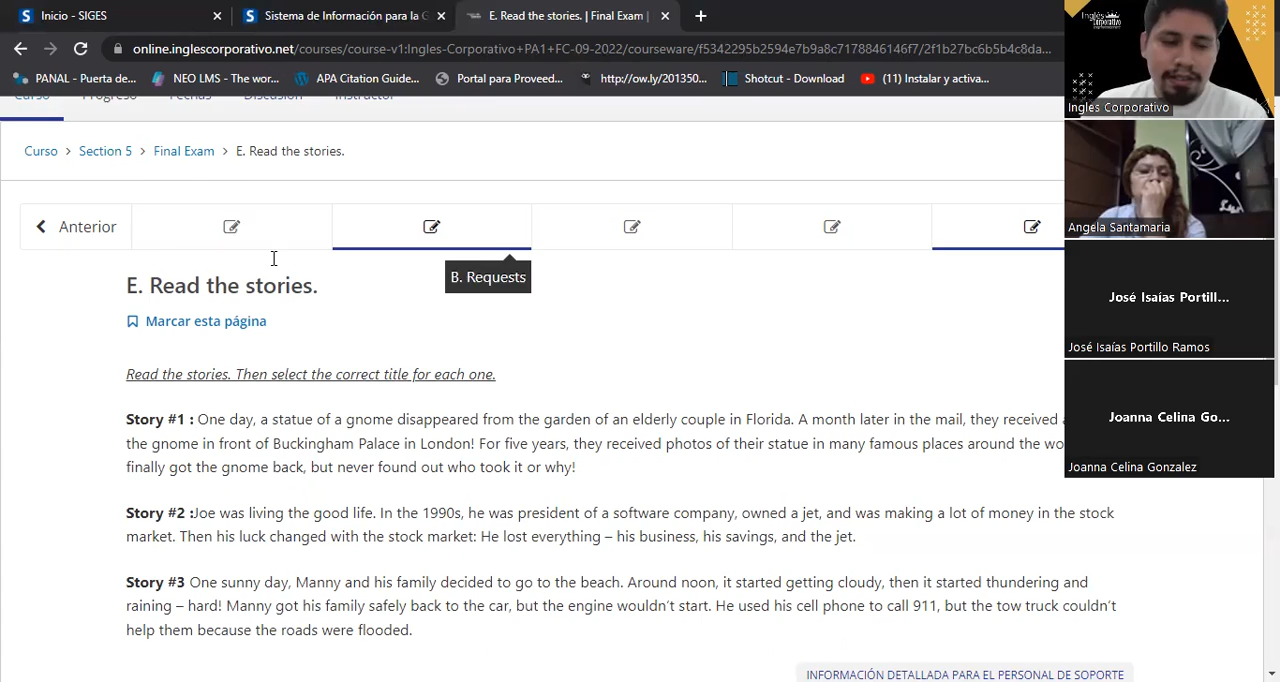 Inicio - SIGES
Sistema de Información para la G
E. Read the stories. | Final Exam |
online.inglescorporativo.net/courses/course-v1:Ingles-Corporativo+PA1+FC-09-2022/courseware/f5342295b2594e7b9a8c7178846146f7/2f1b27bc6b5b4c8da...
PANAL - Puerta de...
NEO LMS - The wor...
APA Citation Guide...
Portal para Proveed...
http://ow.ly/201350...
Shotcut - Download
(11) Instalar y activa...
Curso Progreso Fechas Discusión Instructor
Curso > Section 5 > Final Exam > E. Read the stories.
Anterior
B. Requests
E. Read the stories.
Marcar esta página
Read the stories. Then select the correct title for each one.
Story #1 : One day, a statue of a gnome disappeared from the garden of an elderly couple in Florida. A month later in the mail, they received
the gnome in front of Buckingham Palace in London! For five years, they received photos of their statue in many famous places around the wo
finally got the gnome back, but never found out who took it or why!
Story #2 :Joe was living the good life. In the 1990s, he was president of a software company, owned a jet, and was making a lot of money in the stock
market. Then his luck changed with the stock market: He lost everything – his business, his savings, and the jet.
Story #3 One sunny day, Manny and his family decided to go to the beach. Around noon, it started getting cloudy, then it started thundering and
raining – hard! Manny got his family safely back to the car, but the engine wouldn't start. He used his cell phone to call 911, but the tow truck couldn't
help them because the roads were flooded.
INFORMACIÓN DETALLADA PARA EL PERSONAL DE SOPORTE
Inglés
Corporativo
Ingles Corporativo
Angela Santamaria
José Isaías Portill...
José Isaías Portillo Ramos
Joanna Celina Go...
Joanna Celina Gonzalez